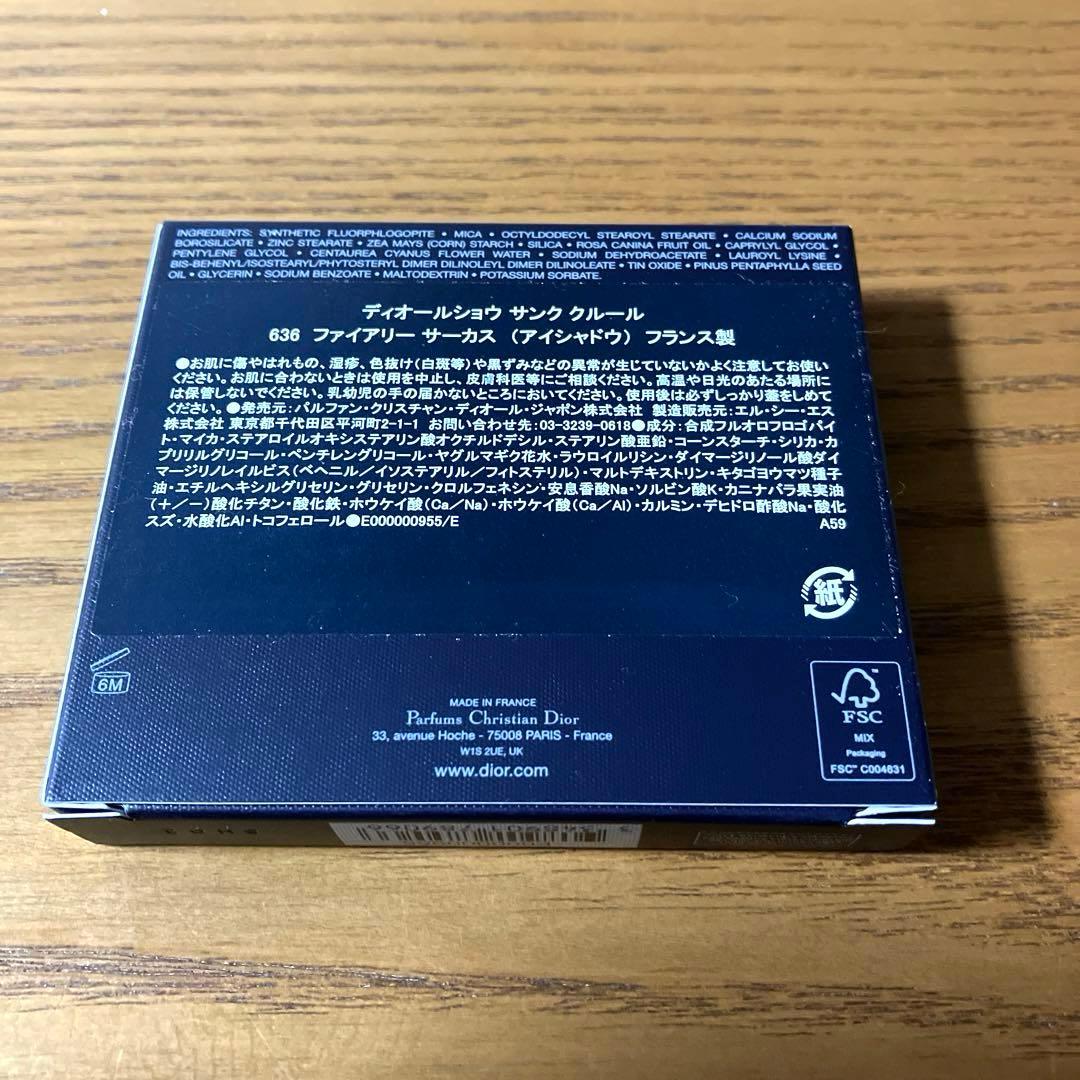 INGREDIENTS: SYNTHETIC FLUORPHLOGOPITE • MICA • OCTYLDODECYL STEAROYL STEARATE • CALCIUM SODIUM
BOROSILICATE • ZINC STEARATE • ZEA MAYS (CORN) STARCH • SILICA • ROSA CANINA FRUIT OIL • CAPRYLYL GLYCOL •
PENTYLENE GLYCOL • CENTAUREA CYANUS FLOWER WATER • SODIUM DEHYDROACETATE • LAUROYL LYSINE •
BIS-BEHENYL/ISOSTEARYL/PHYTOSTERYL DIMER DILINOLEYL DIMER DILINOLEATE • TIN OXIDE • PINUS PENTAPHYLLA SEED
OIL • GLYCERIN • SODIUM BENZOATE • MALTODEXTRIN • POTASSIUM SORBATE.
ディオールショウ サンク クルール
636 ファイアリー サーカス （アイシャドウ） フランス製
●お肌に傷やはれもの、湿疹、色抜け(白斑等)や黒ずみなどの異常が生じていないかよく注意してお使い
ください。お肌に合わないときは使用を中止し、皮膚科医等にご相談ください。高温や日光のあたる場所に
は保管しないでください。乳幼児の手の届かないところにおいてください。使用後は必ずしっかり蓋をしめて
ください。●発売元:パルファン・クリスチャン・ディオール・ジャポン株式会社 製造販売元:エル・シー・エス
株式会社 東京都千代田区平河町2-1-1 お問い合わせ先:03-3239-0618●成分:合成フルオロフロゴパイ
ト・マイカ・ステアロイルオキシステアリン酸オクチルドデシル・ステアリン酸亜鉛・コーンスターチ・シリカ・カ
プリリルグリコール・ペンチレングリコール・ヤグルマギク花水・ラウロイルリシン・ダイマージリノール酸ダイ
マージリノレイルビス(ベヘニル／イソステアリル／フィトステリル)・マルトデキストリン・キタゴヨウマツ種子
油・エチルヘキシルグリセリン・グリセリン・クロルフェネシン・安息香酸Na・ソルビン酸K・カニナバラ果実油
(+/-)酸化チタン・酸化鉄・ホウケイ酸(Ca/Na)・ホウケイ酸(Ca/Al)・カルミン・デヒドロ酢酸Na・酸化
スズ・水酸化Al・トコフェロール●E000000955/E A59
紙
6M
MADE IN FRANCE
Parfums Christian Dior
33, avenue Hoche - 75008 PARIS - France
W1S 2UE, UK
www.dior.com
FSC™
MIX
Packaging
FSC™ C004631